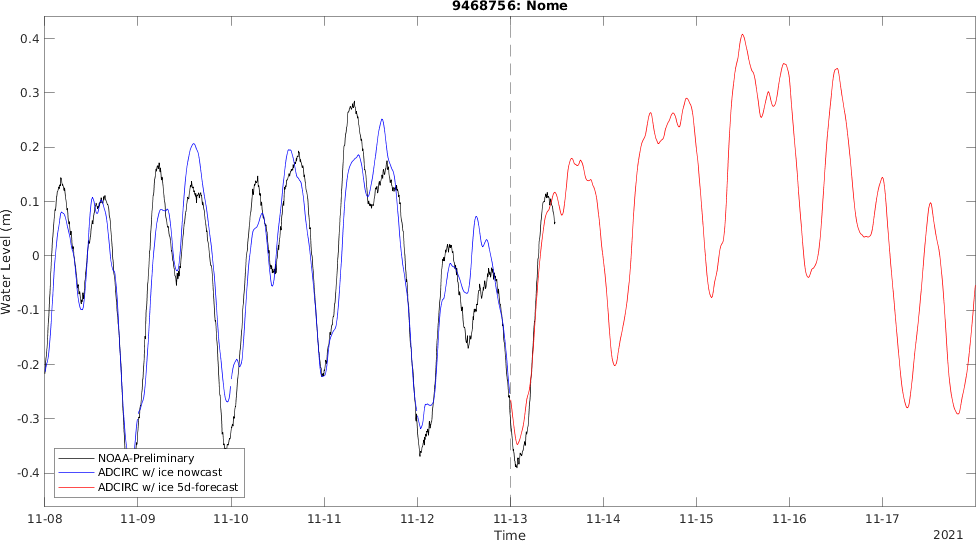 9468756: Nome
0.4
0.3
0.2
0.1
0
-0.1
-0.2
-0.3
-0.4
Water Level (m)
NOAA-Preliminary
ADCIRC w/ ice nowcast
ADCIRC w/ ice 5d-forecast
11-08 11-09 11-10 11-11 11-12 11-13 11-14 11-15 11-16 11-17
Time
2021